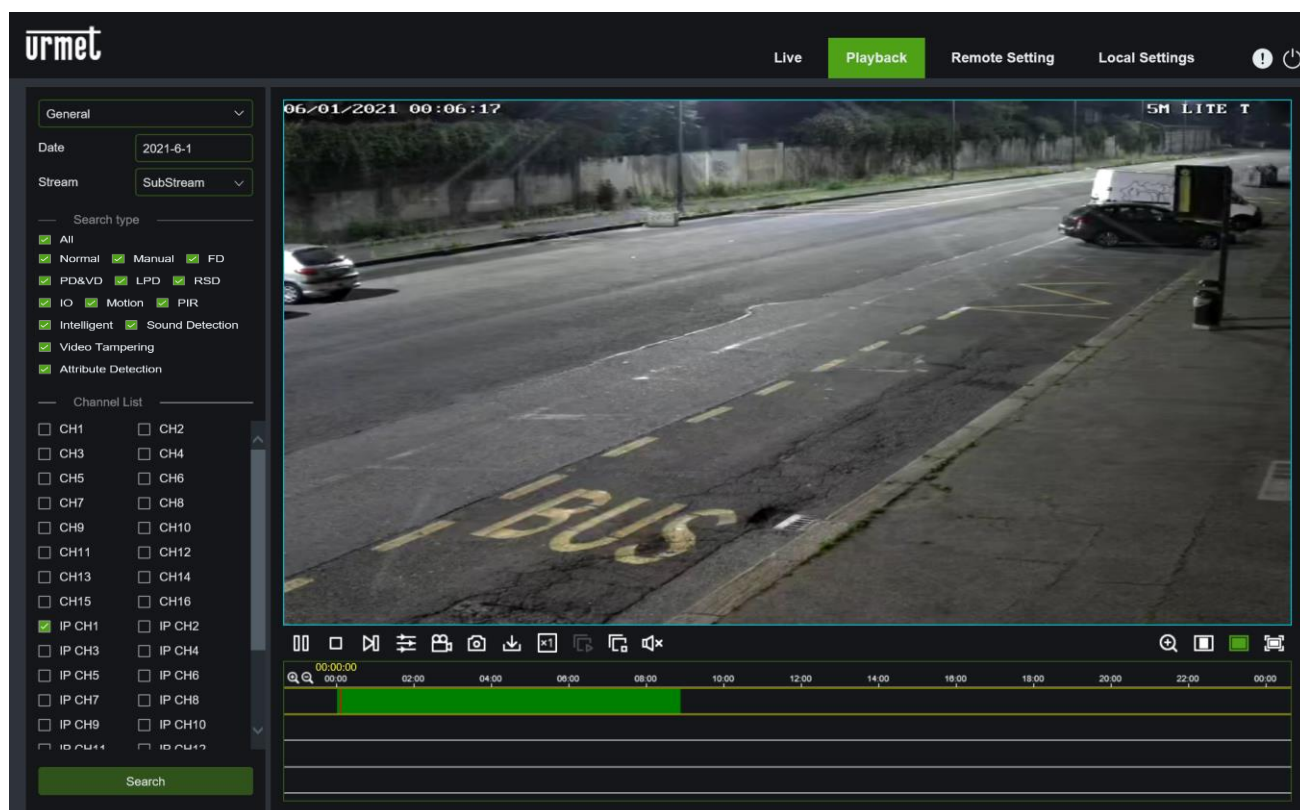 urmet
Live Playback Remote Setting Local Settings
General
Date 2021-6-1
Stream SubStream
Search type
All
Normal Manual FD
PD&VD LPD RSD
IO Motion PIR
Intelligent Sound Detection
Video Tampering
Attribute Detection
Channel List
CH1 CH2
CH3 CH4
CH5 CH6
CH7 CH8
CH9 CH10
CH11 CH12
CH13 CH14
CH15 CH16
IP CH1 IP CH2
IP CH3 IP CH4
IP CH5 IP CH6
IP CH7 IP CH8
IP CH9 IP CH10
IP CH11 IP CH12
Search
06/01/2021 00:06:17 5M LITE T
BUS
×1
00:00:00
00:00 02:00 04:00 06:00 08:00 10:00 12:00 14:00 16:00 18:00 20:00 22:00 00:00